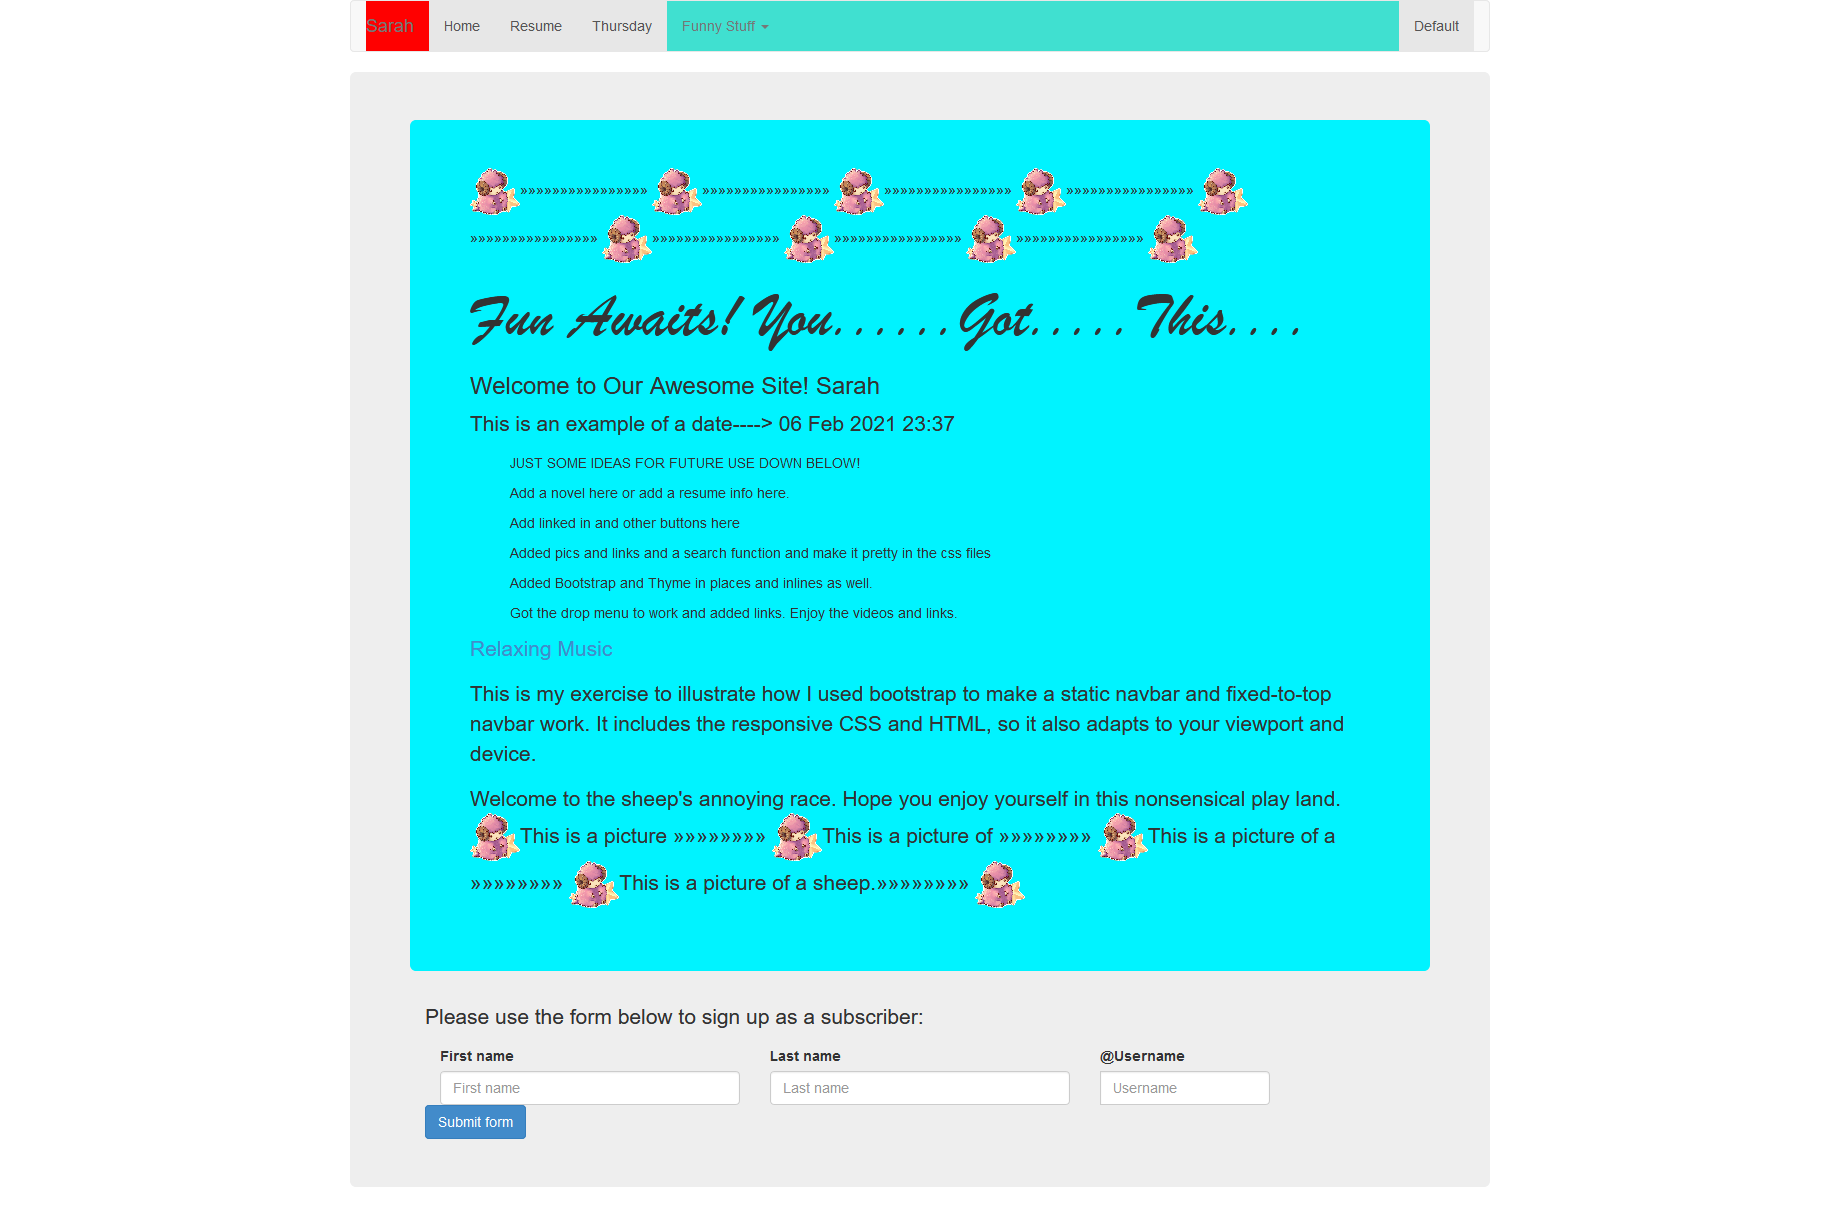 Sarah Home Resume Thursday Funny Stuff Default
»»»»»»»»»»»»»»»» »»»»»»»»»»»»»»»» »»»»»»»»»»»»»»»» »»»»»»»»»»»»»»»»
»»»»»»»»»»»»»»»» »»»»»»»»»»»»»»»» »»»»»»»»»»»»»»»» »»»»»»»»»»»»»»»»
Fun Awaits! You......Got.....This....
Welcome to Our Awesome Site! Sarah
This is an example of a date----> 06 Feb 2021 23:37
JUST SOME IDEAS FOR FUTURE USE DOWN BELOW!
Add a novel here or add a resume info here.
Add linked in and other buttons here
Added pics and links and a search function and make it pretty in the css files
Added Bootstrap and Thyme in places and inlines as well.
Got the drop menu to work and added links. Enjoy the videos and links.
Relaxing Music
This is my exercise to illustrate how I used bootstrap to make a static navbar and fixed-to-top
navbar work. It includes the responsive CSS and HTML, so it also adapts to your viewport and
device.
Welcome to the sheep's annoying race. Hope you enjoy yourself in this nonsensical play land.
This is a picture »»»»»»»» This is a picture of »»»»»»»» This is a picture of a
»»»»»»»» This is a picture of a sheep.»»»»»»»»
Please use the form below to sign up as a subscriber:
First name Last name @Username
First name Last name Username
Submit form